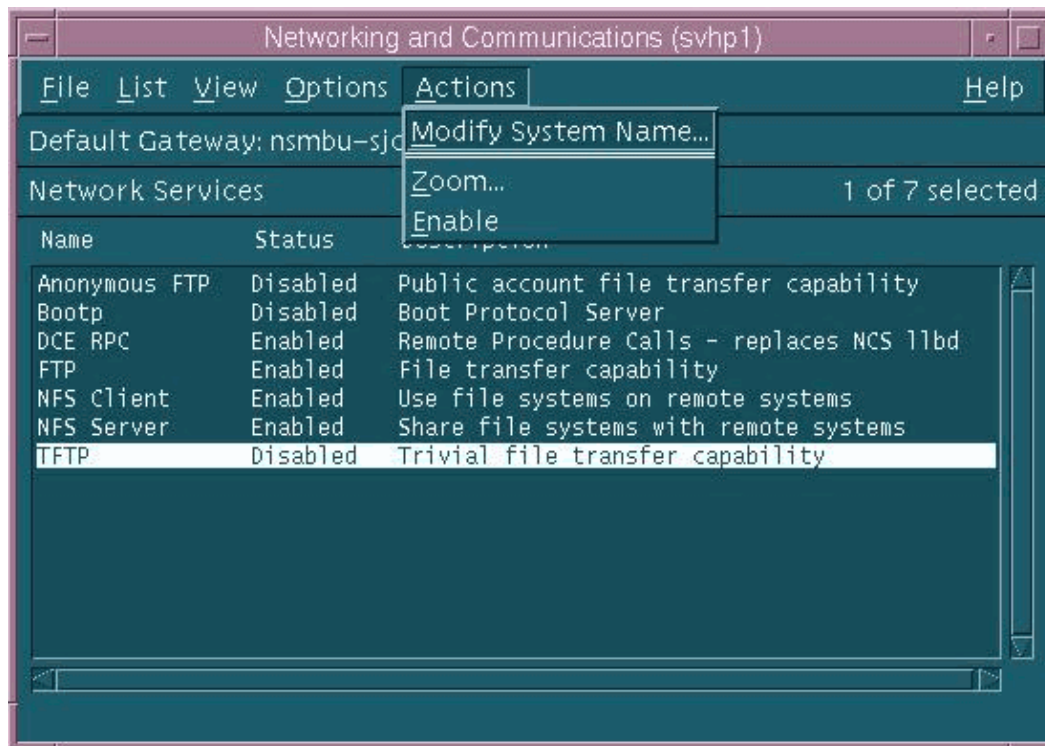 Networking and Communications (svhp1)
File List View Options Actions Help
Default Gateway: nsmbu-sjc
Modify System Name...
Network Services 1 of 7 selected
Zoom...
Enable
Name Status Description
Anonymous FTP Disabled Public account file transfer capability
Bootp Disabled Boot Protocol Server
DCE RPC Enabled Remote Procedure Calls - replaces NCS llbd
FTP Enabled File transfer capability
NFS Client Enabled Use file systems on remote systems
NFS Server Enabled Share file systems with remote systems
TFTP Disabled Trivial file transfer capability